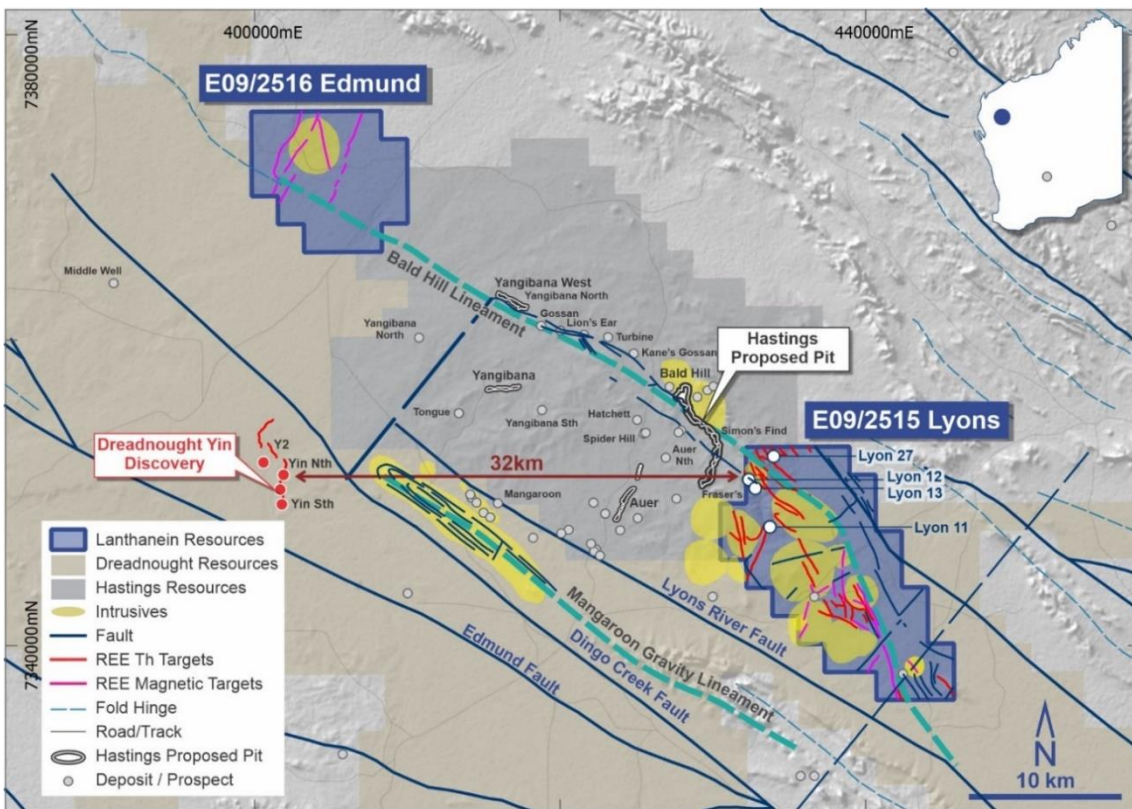 400000mE
440000mE
7380000mN
E09/2516 Edmund
Middle Well
Bald Hill Lineament
Yangibana West
Yangibana North
Gossan
Lion's Ear
Turbine
Yangibana
North
Kane's Gossan
Hastings
Proposed Pit
Bald Hill
Yangibana
Tongue
Yangibana Sth
Hatchett
Spider Hill
Simon's Find
E09/2515 Lyons
Auer
Nth
Y2
Dreadnought Yin
Discovery
Yin Nth
Yin Sth
32km
Lyon 27
Lyon 12
Lyon 13
Fraser's
Mangaroon
Auer
Lyon 11
Lanthanein Resources
Dreadnought Resources
Hastings Resources
Intrusives
Fault
REE Th Targets
REE Magnetic Targets
Fold Hinge
Road/Track
Hastings Proposed Pit
Deposit / Prospect
Lyons River Fault
Mangaroon Gravity Lineament
Dingo Creek Fault
Edmund Fault
7340000mN
N
10 km